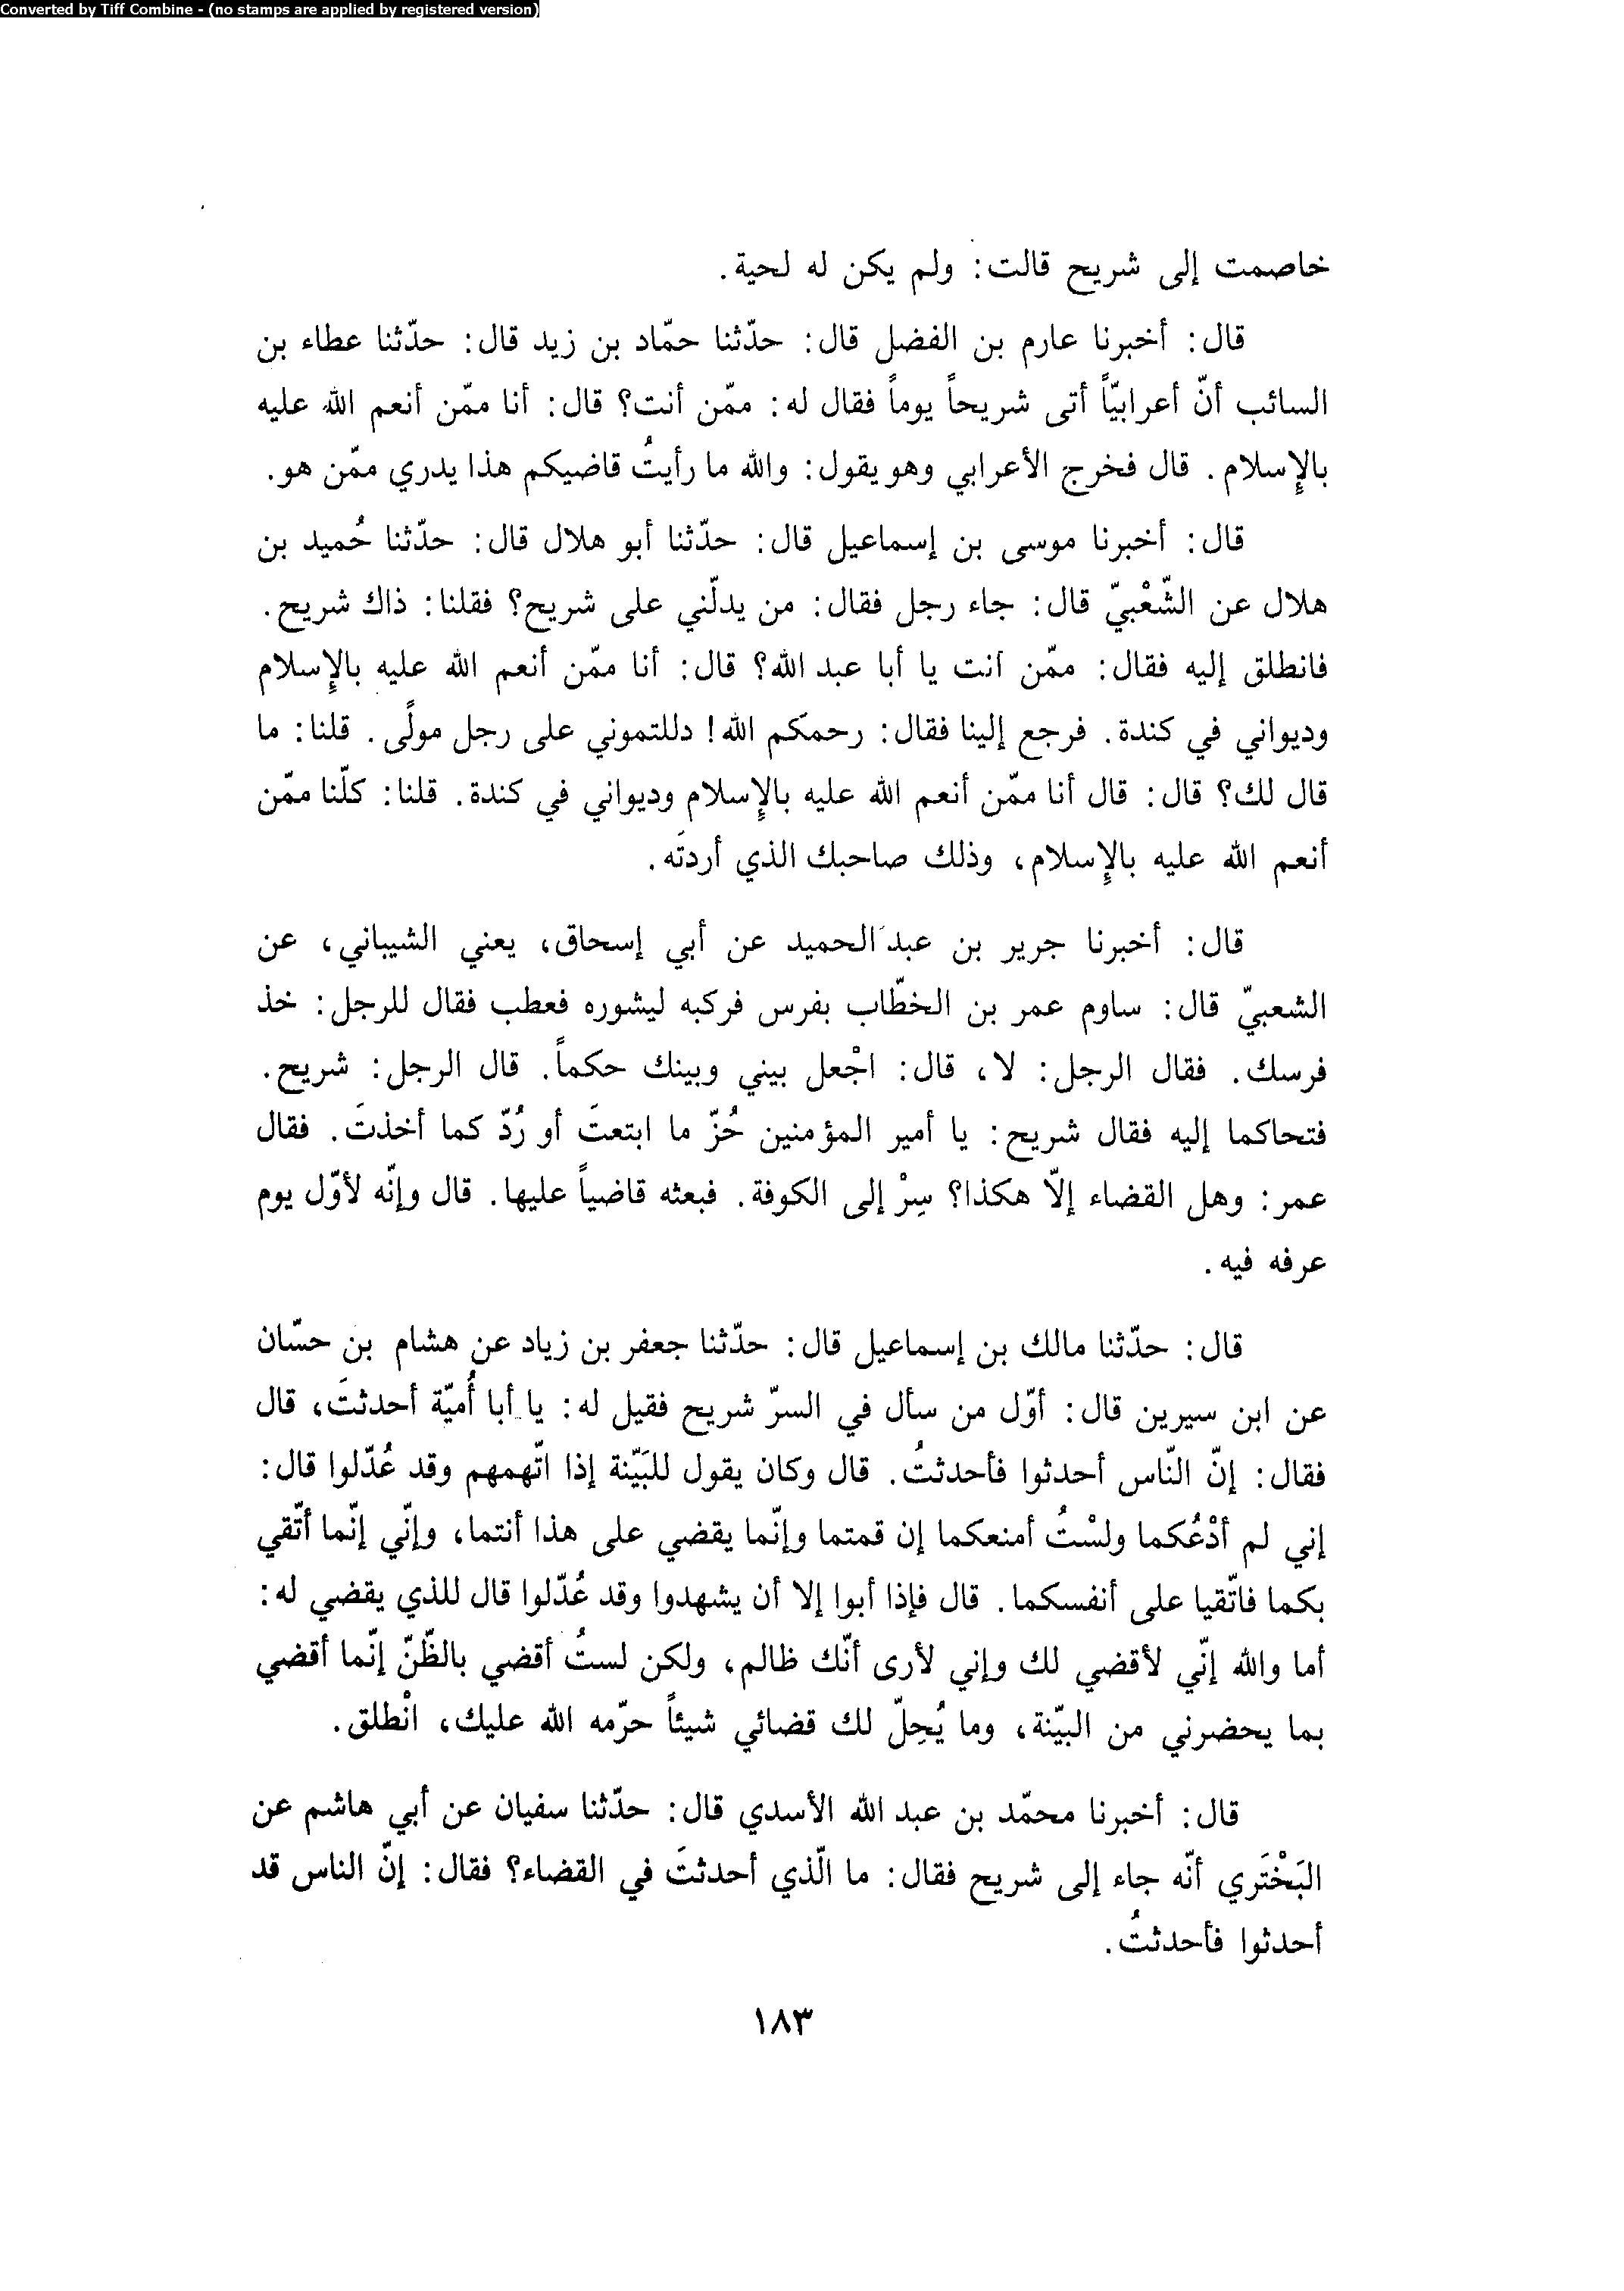 Converted by Tiff Combine - (no stamps are applied by registered version)
خاصمت إلى شريح قالت: ولم يكن له لحية.
قال: أخبرنا عارم بن الفضل قال: حدّثنا حمّاد بن زيد قال: حدّثنا عطاء بن
السائب أنّ أعرابيّاً أتى شريحاً يوماً فقال له: ممّن أنت؟ قال: أنا ممّن أنعم الله عليه
بالإسلام. قال فخرج الأعرابي وهو يقول: والله ما رأيتُ قاضيكم هذا يدري ممّن هو.
قال: أخبرنا موسى بن إسماعيل قال: حدّثنا أبو هلال قال: حدّثنا حُميد بن
هلال عن الشّعْبيّ قال: جاء رجل فقال: من يدلّني على شريح؟ فقلنا: ذاك شريح.
فانطلق إليه فقال: ممّن أنت يا أبا عبد الله؟ قال: أنا ممّن أنعم الله عليه بالإسلام
وديواني في كندة. فرجع إلينا فقال: رحمكم الله! دللتموني على رجل مولًى. قلنا: ما
قال لك؟ قال: قال أنا ممّن أنعم الله عليه بالإسلام وديواني في كندة. قلنا: كلّنا ممّن
أنعم الله عليه بالإسلام، وذلك صاحبك الذي أردتَه.
قال: أخبرنا جرير بن عبد الحميد عن أبي إسحاق، يعني الشيباني، عن
الشعبيّ قال: ساوم عمر بن الخطّاب بفرس فركبه ليشوره فعطب فقال للرجل: خذ
فرسك. فقال الرجل: لا، قال: اجْعل بيني وبينك حكماً. قال الرجل: شريح.
فتحاكما إليه فقال شريح: يا أمير المؤمنين حُزّ ما ابتعتَ أو رُدّ كما أخذتَ. فقال
عمر: وهل القضاء إلاّ هكذا؟ سِرْ إلى الكوفة. فبعثه قاضياً عليها. قال وإنّه لأوّل يوم
عرفه فيه.
قال: حدّثنا مالك بن إسماعيل قال: حدّثنا جعفر بن زياد عن هشام بن حسّان
عن ابن سيرين قال: أوّل من سأل في السرّ شريح فقيل له: يا أبا أُميّة أحدثتَ، قال
فقال: إنّ النّاس أحدثوا فأحدثتُ. قال وكان يقول للبَيّنة إذا اتّهمهم وقد عُدّلوا قال:
إني لم أدْعُكما ولسْتُ أمنعكما إن قمتما وإنّما يقضي على هذا أنتما، وإنّي إنّما أتّقي
بكما فاتّقيا على أنفسكما. قال فإذا أبوا إلا أن يشهدوا وقد عُدّلوا قال للذي يقضي له:
أما والله إنّي لأقضي لك وإني لأرى أنّك ظالم، ولكن لستُ أقضي بالظّنّ إنّما أقضي
بما يحضرني من البيّنة، وما يُحِلّ لك قضائي شيئاً حرّمه الله عليك، انْطلق.
قال: أخبرنا محمّد بن عبد الله الأسدي قال: حدّثنا سفيان عن أبي هاشم عن
البَخْتَري أنّه جاء إلى شريح فقال: ما الّذي أحدثتَ في القضاء؟ فقال: إنّ الناس قد
أحدثوا فأحدثتُ.
١٨٣